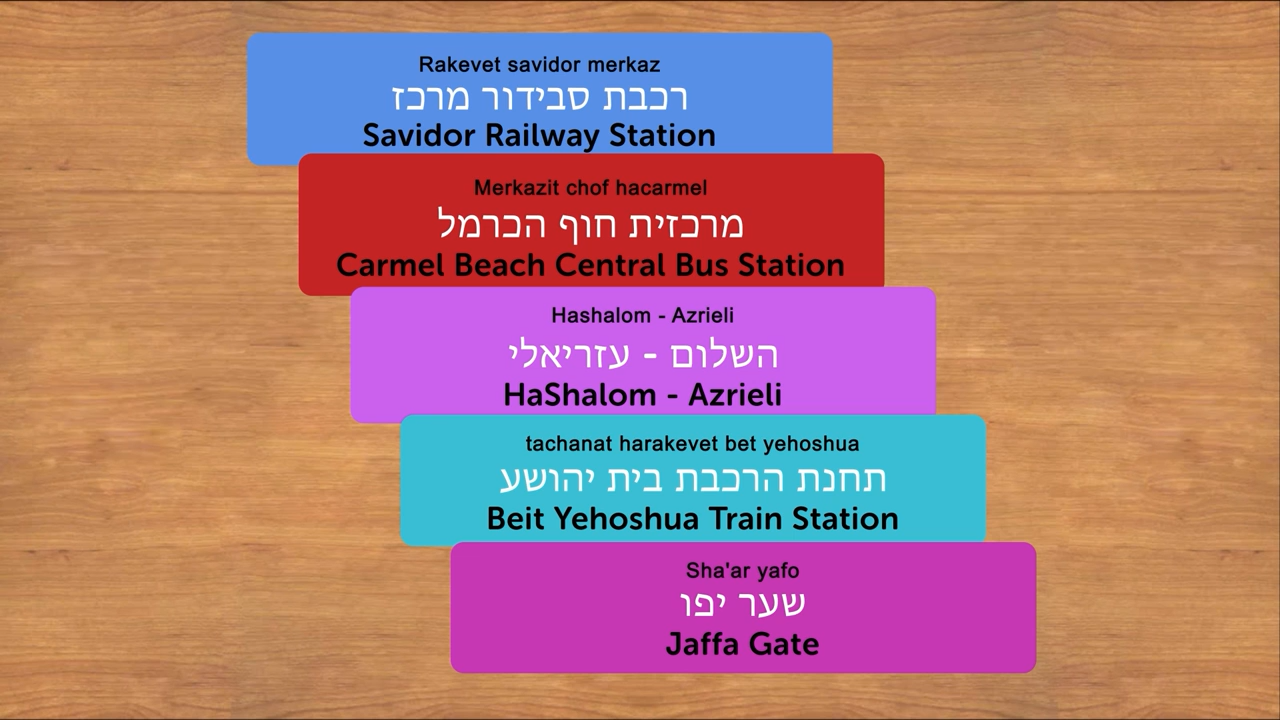 Rakevet savidor merkaz
רכבת סבידור מרכז
Savidor Railway Station
Merkazit chof hacarmel
מרכזית חוף הכרמל
Carmel Beach Central Bus Station
Hashalom - Azrieli
השלום - עזריאלי
HaShalom - Azrieli
tachanat harakevet bet yehoshua
תחנת הרכבת בית יהושע
Beit Yehoshua Train Station
Sha'ar yafo
שער יפו
Jaffa Gate